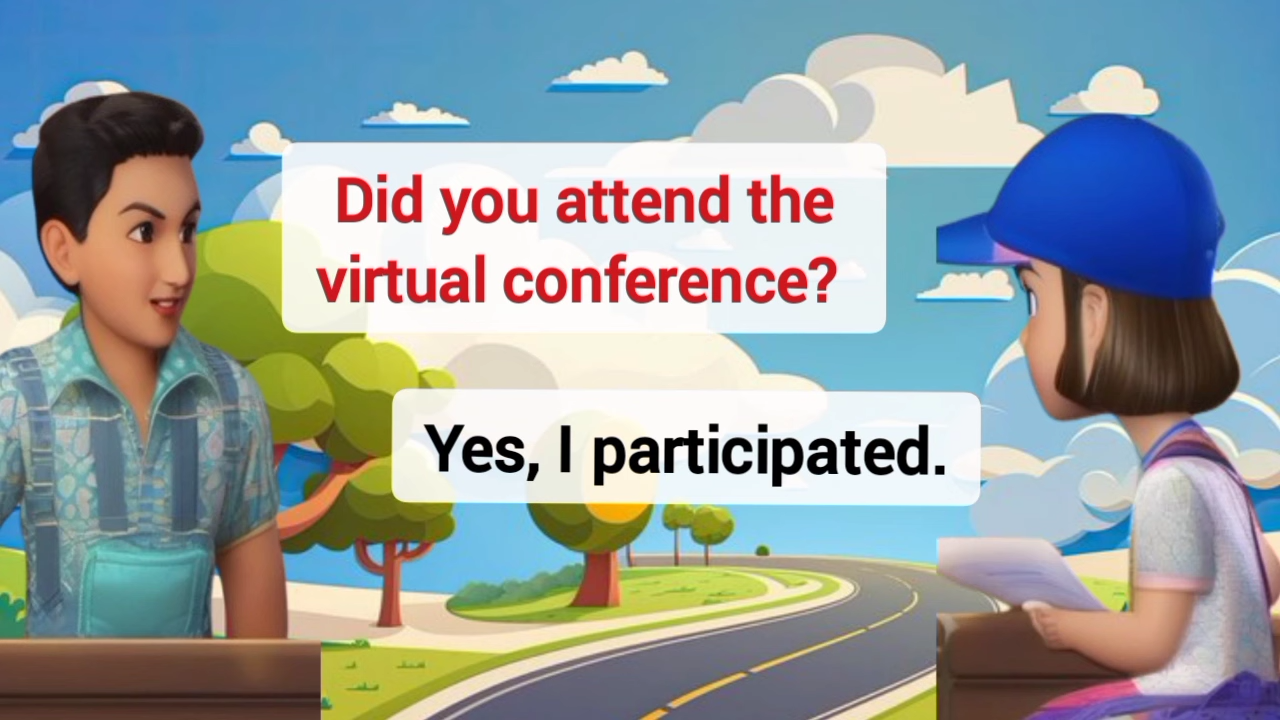 Did you attend the
virtual conference?
Yes, I participated.